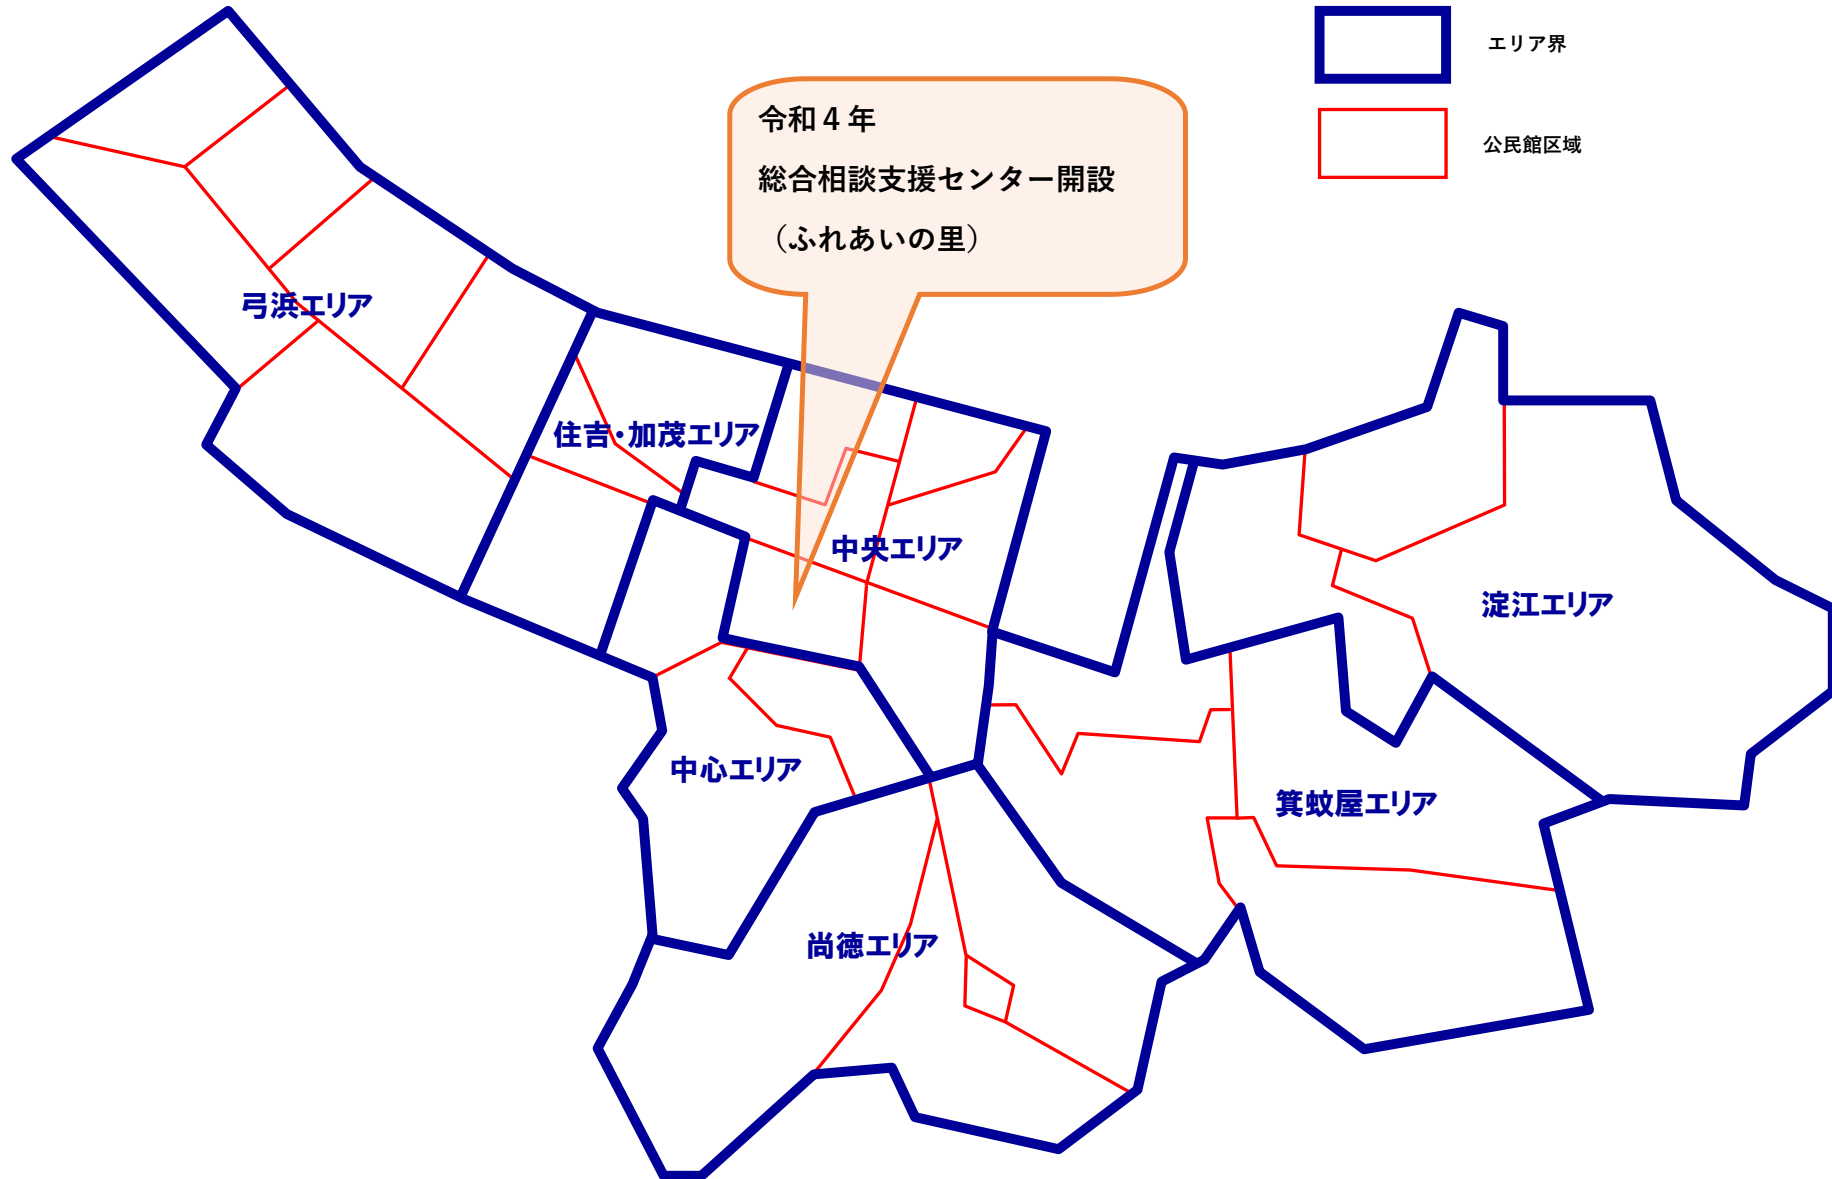 エリア界
公民館区域
令和４年
総合相談支援センター開設
（ふれあいの里）
弓浜エリア
住吉・加茂エリア
中央エリア
淀江エリア
中心エリア
箕蚊屋エリア
尚徳エリア